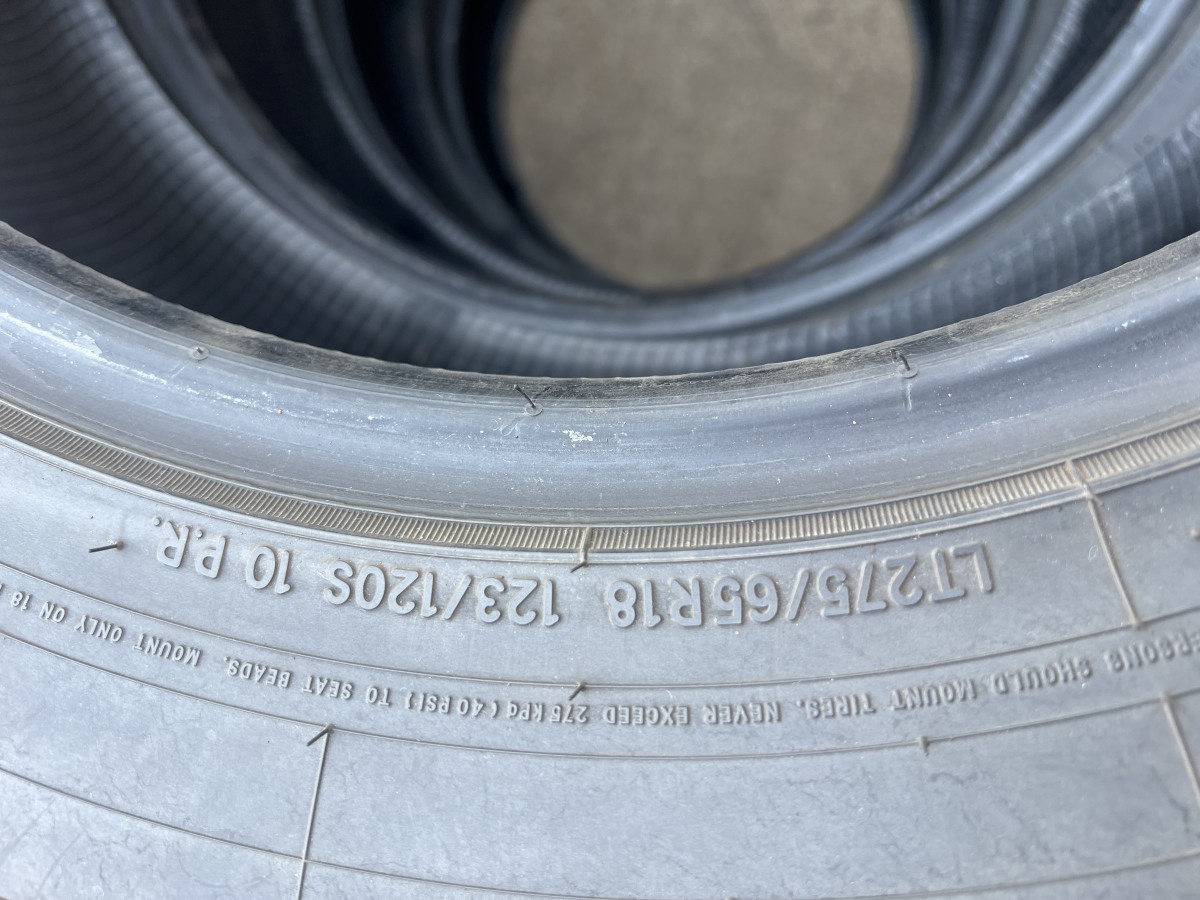 LT275/65R18 123/120S 10 P.R.
SHOULD MOUNT TIRES. NEVER EXCEED 275 KPa (40 PSI) TO SEAT BEADS. MOUNT ONLY ON 18